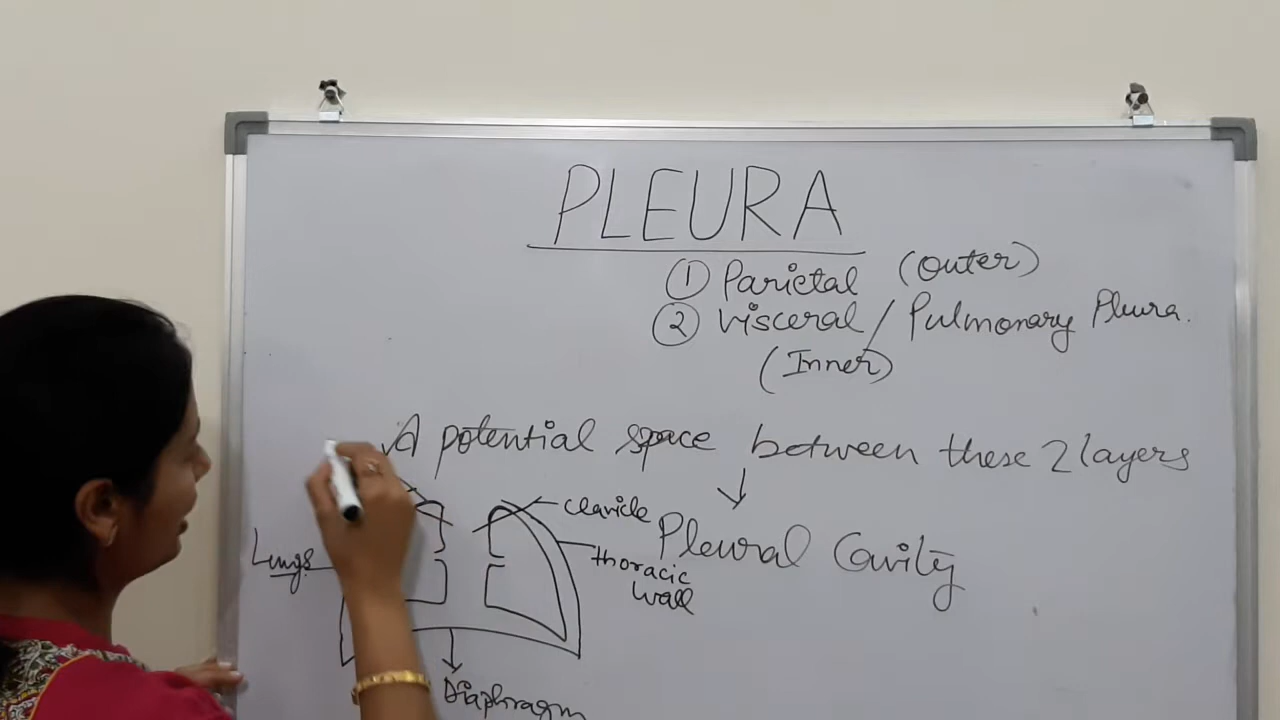 PLEURA
① Parietal (Outer)
② Visceral / Pulmonary Pleura.
(Inner)
A potential space between these 2 layers
Pleural Cavity
Clavicle
Thoracic
Wall
Lungs
Diaphragm